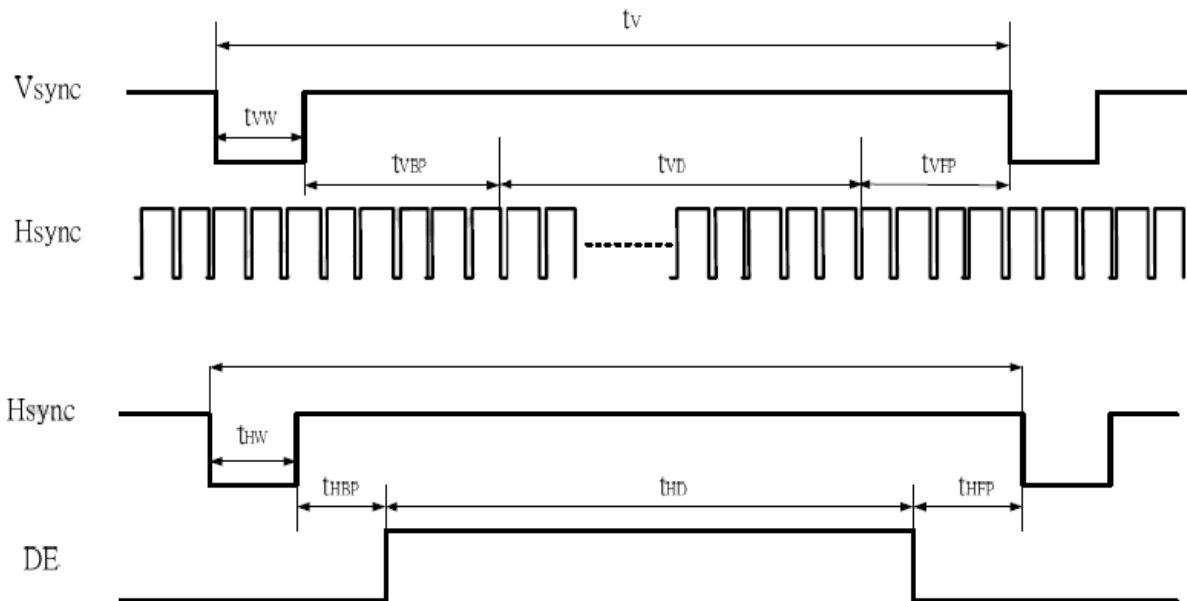 tV
Vsync
tVW
tVBP
tVD
tVFP
Hsync
Hsync
tHW
tHBP
tHD
tHFP
DE